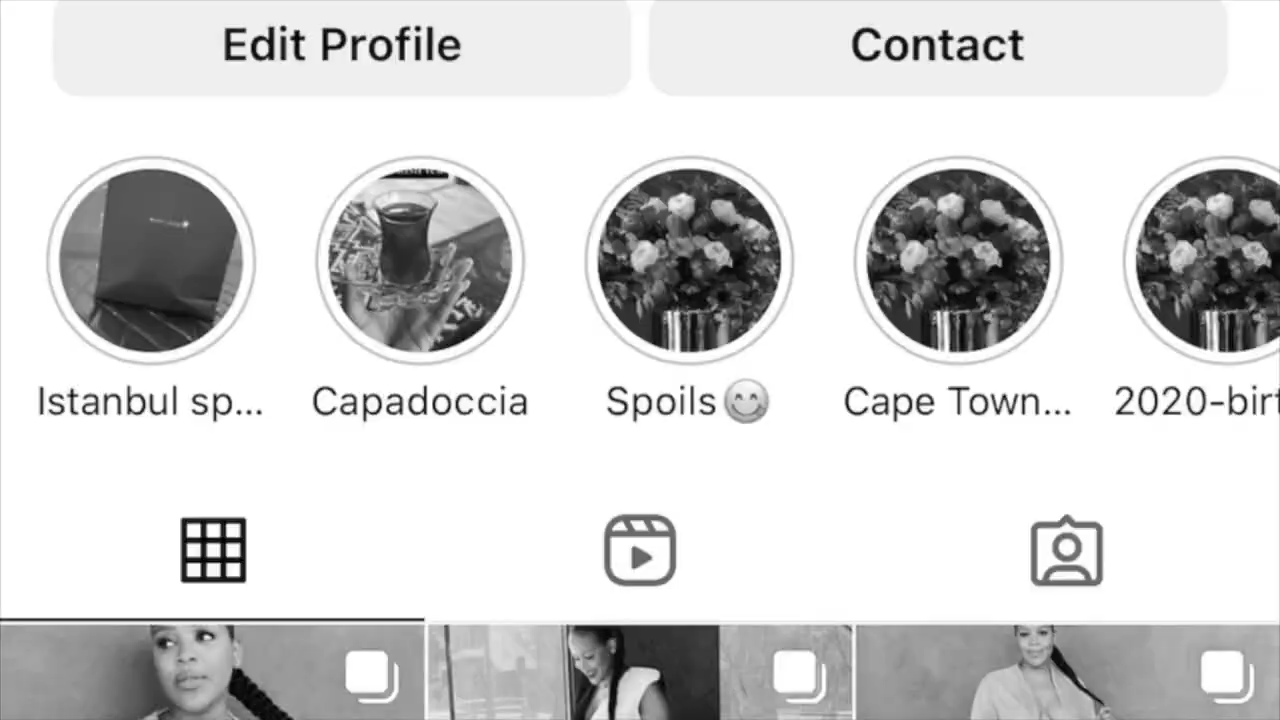 Edit Profile
Contact
Istanbul sp...
Capadoccia
Spoils😋
Cape Town...
2020-birt